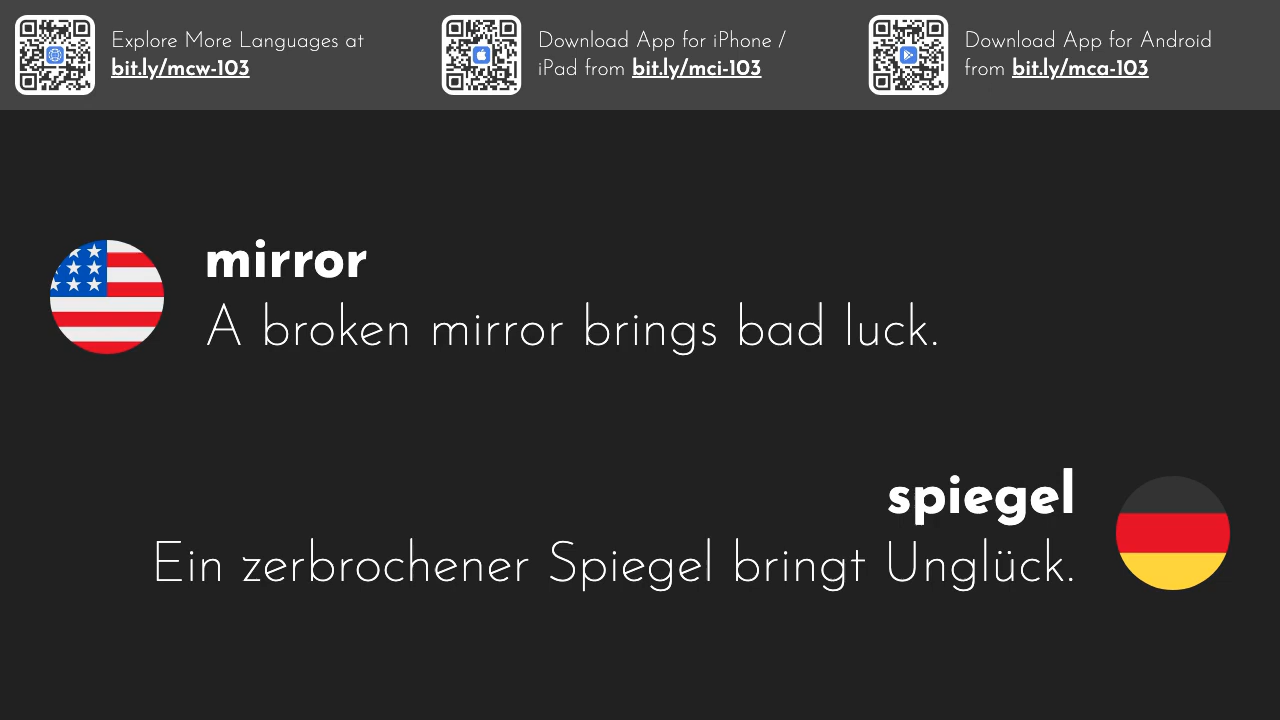 Explore More Languages at
bit.ly/mcw-103
Download App for iPhone /
iPad from bit.ly/mci-103
Download App for Android
from bit.ly/mca-103
mirror
A broken mirror brings bad luck.
spiegel
Ein zerbrochener Spiegel bringt Unglück.